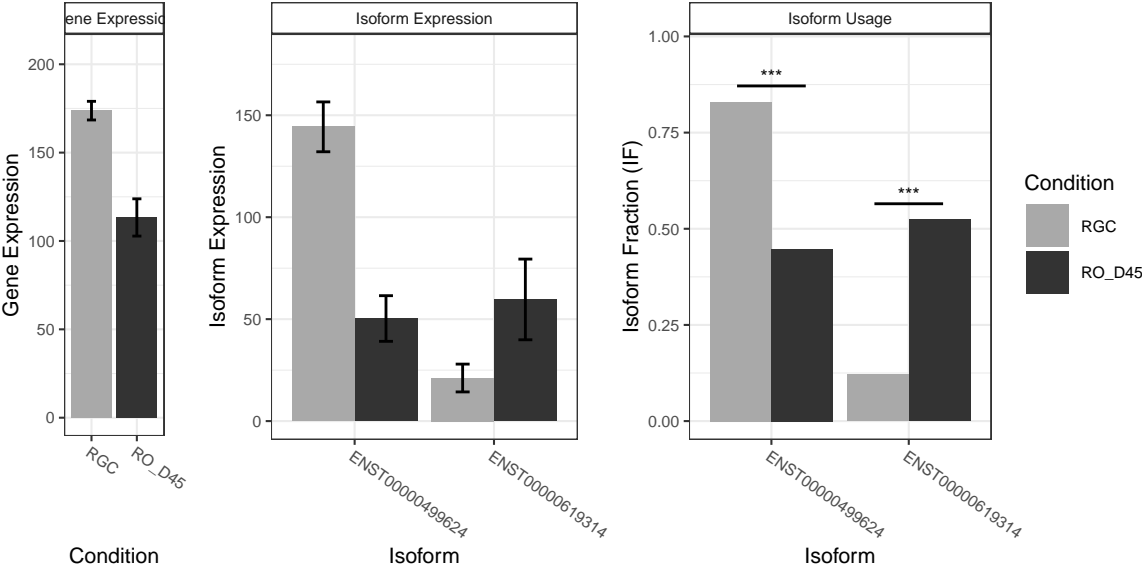 ene Expressio
Gene Expression
200
150
100
50
0
RGC
RO_D45
Condition
Isoform Expression
Isoform Expression
150
100
50
0
ENST00000499624
ENST00000619314
Isoform
Isoform Usage
Isoform Fraction (IF)
1.00
0.75
0.50
0.25
0.00
***
***
ENST00000499624
ENST00000619314
Isoform
Condition
RGC
RO_D45